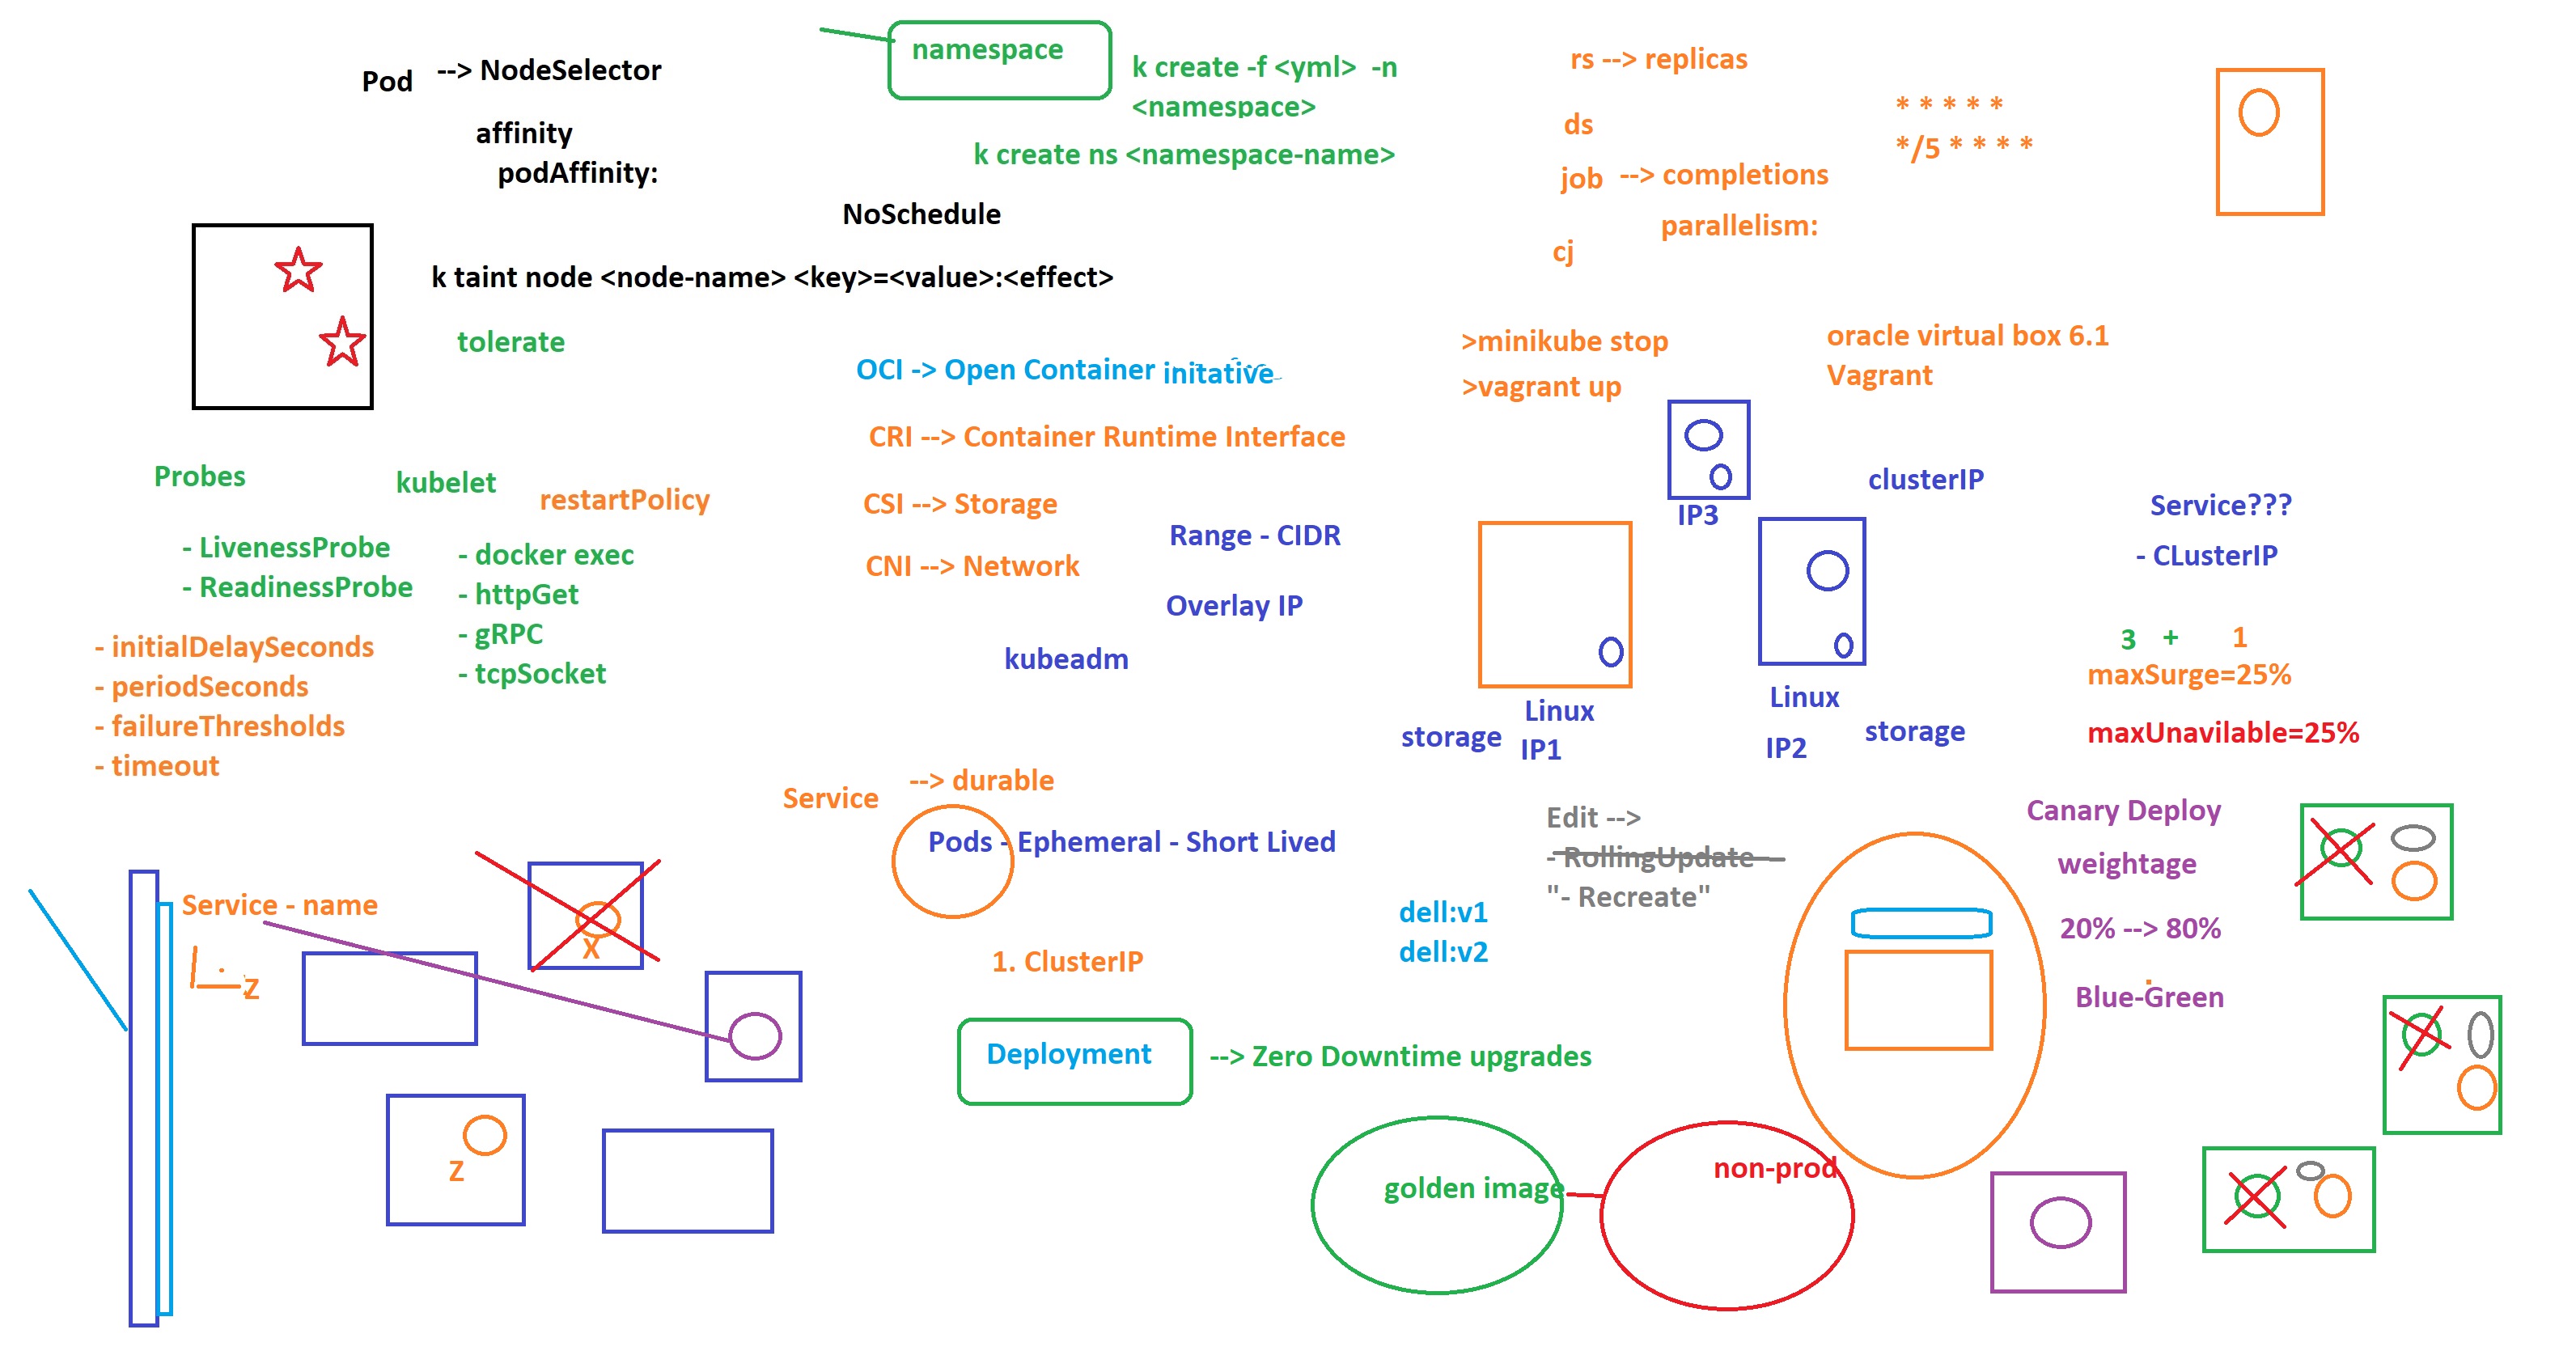 namespace
k create -f <yml> -n
<namespace>
k create ns <namespace-name>
Pod
--> NodeSelector
affinity
podAffinity:
NoSchedule
k taint node <node-name> <key>=<value>:<effect>
tolerate
rs --> replicas
ds
job --> completions
parallelism:
cj
* * * * *
*/5 * * * *
OCI -> Open Container initative
CRI --> Container Runtime Interface
CSI --> Storage
CNI --> Network
Range - CIDR
Overlay IP
kubeadm
>minikube stop
>vagrant up
oracle virtual box 6.1
Vagrant
IP3
clusterIP
Linux
IP1
storage
Linux
IP2
storage
Service???
- CLusterIP
3 + 1
maxSurge=25%
maxUnavilable=25%
Probes
kubelet
restartPolicy
- LivenessProbe
- ReadinessProbe
- docker exec
- httpGet
- gRPC
- tcpSocket
- initialDelaySeconds
- periodSeconds
- failureThresholds
- timeout
Service
--> durable
Pods - Ephemeral - Short Lived
1. ClusterIP
Deployment
--> Zero Downtime upgrades
Edit -->
- RollingUpdate
"- Recreate"
dell:v1
dell:v2
Canary Deploy
weightage
20% --> 80%
Blue-Green
Service - name
Z
X
Z
golden image
non-prod